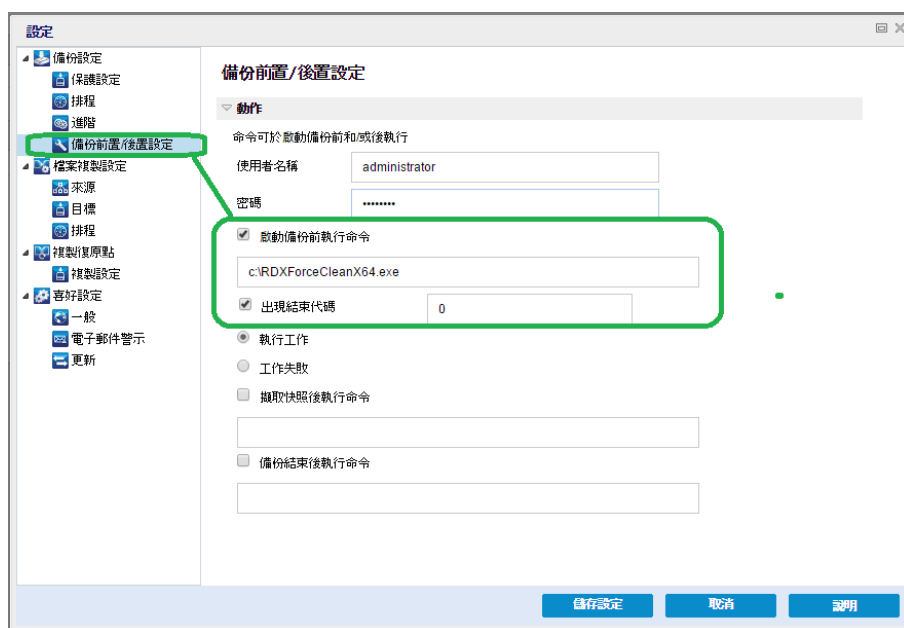 設定
備份設定
保護設定
排程
進階
備份前置/後置設定
檔案複製設定
來源
目標
排程
複製復原點
複製設定
喜好設定
一般
電子郵件警示
更新
備份前置/後置設定
動作
命令可於啟動備份前和/或後執行
使用者名稱 administrator
密碼 ••••••••
啟動備份前執行命令
c:\RDXForceCleanX64.exe
出現結束代碼 0
執行工作
工作失敗
擷取快照後執行命令
備份結束後執行命令
儲存設定 取消 說明